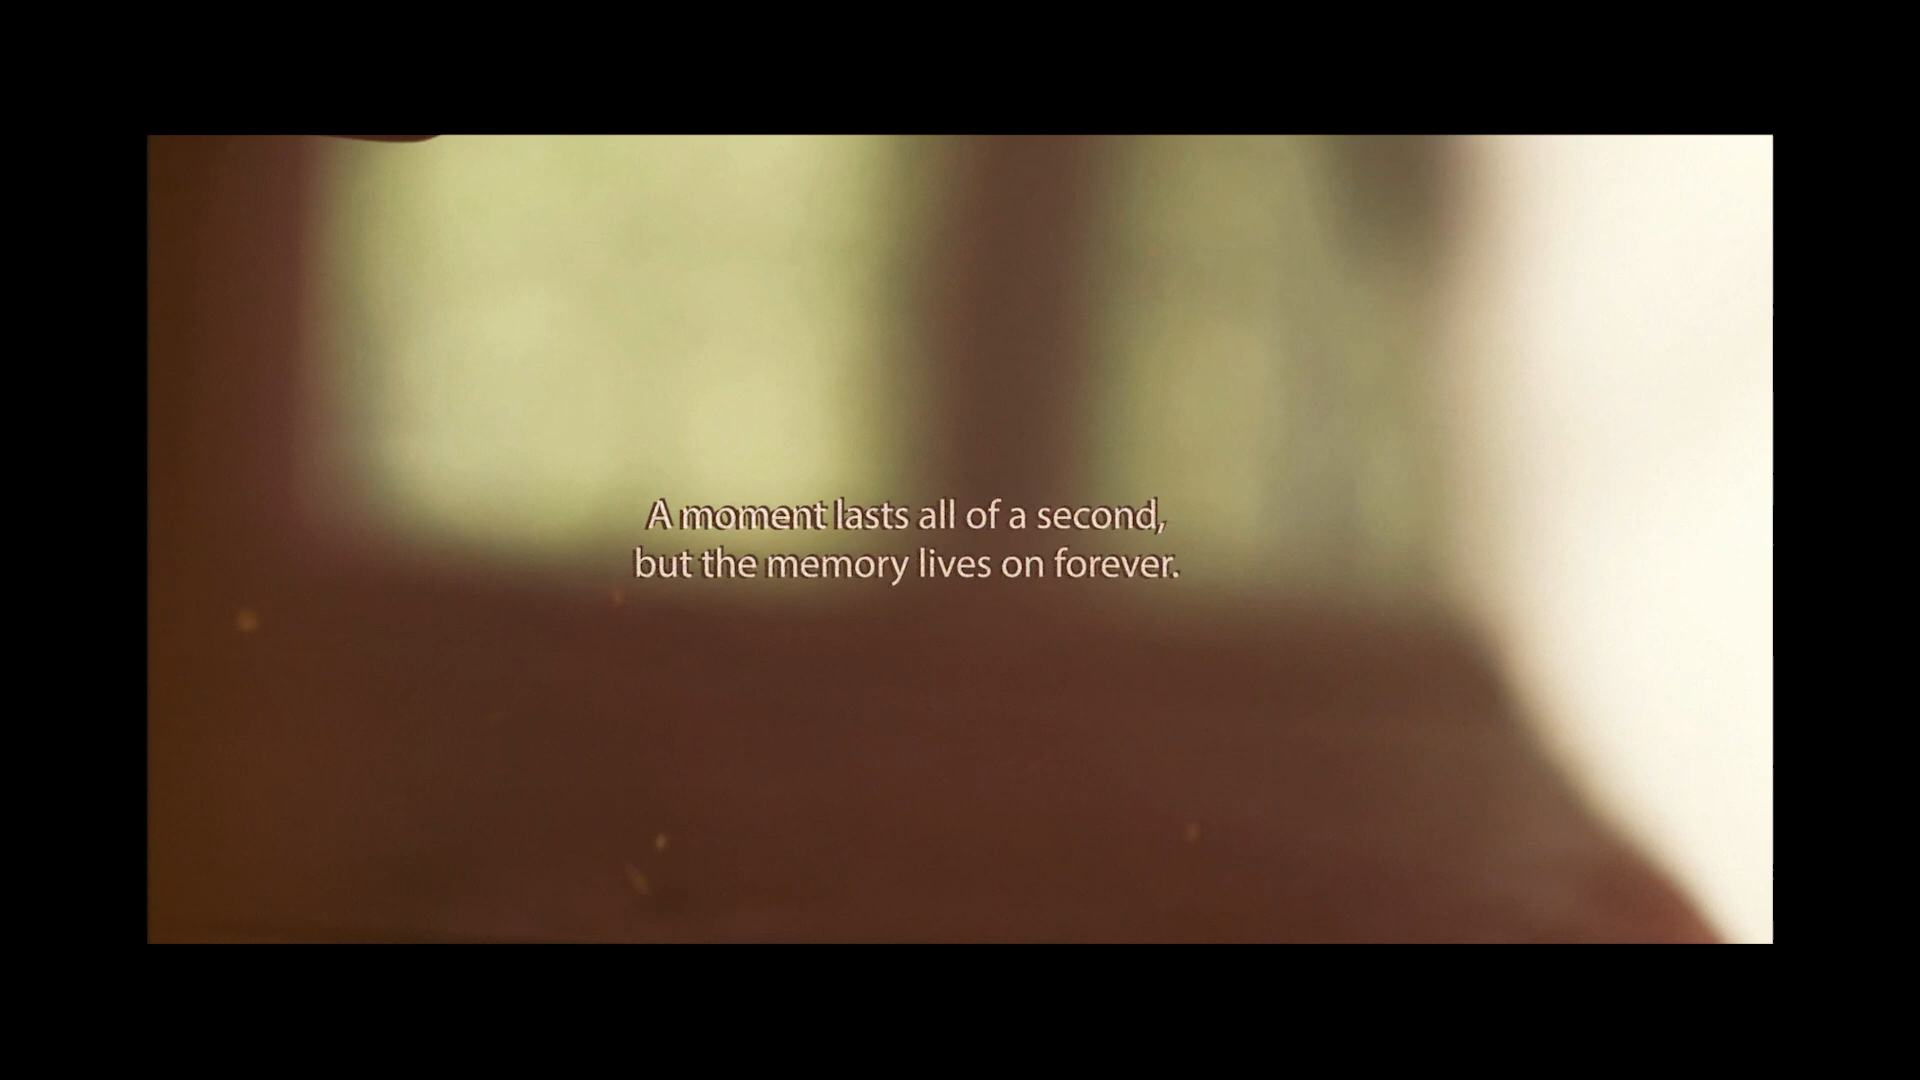 A moment lasts all of a second,
but the memory lives on forever.